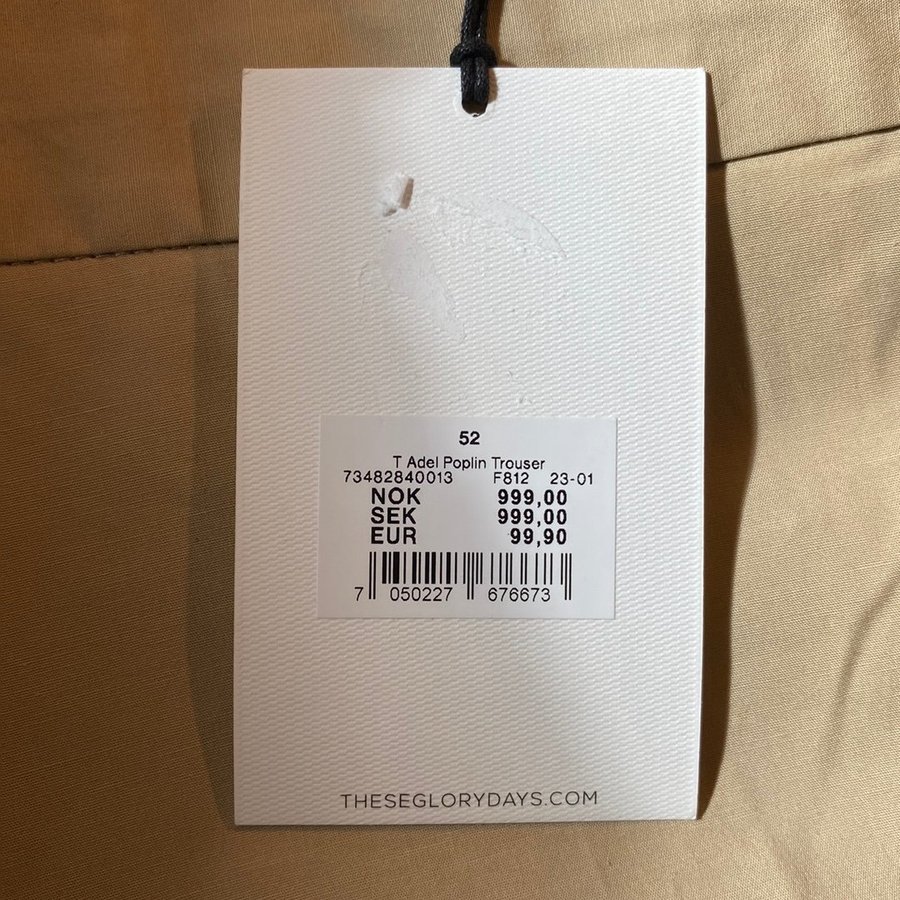 52
T Adel Poplin Trouser
73482840013 F812 23-01
NOK 999,00
SEK 999,00
EUR 99,90
7 050227 676673
THESEGLORYDAYS.COM